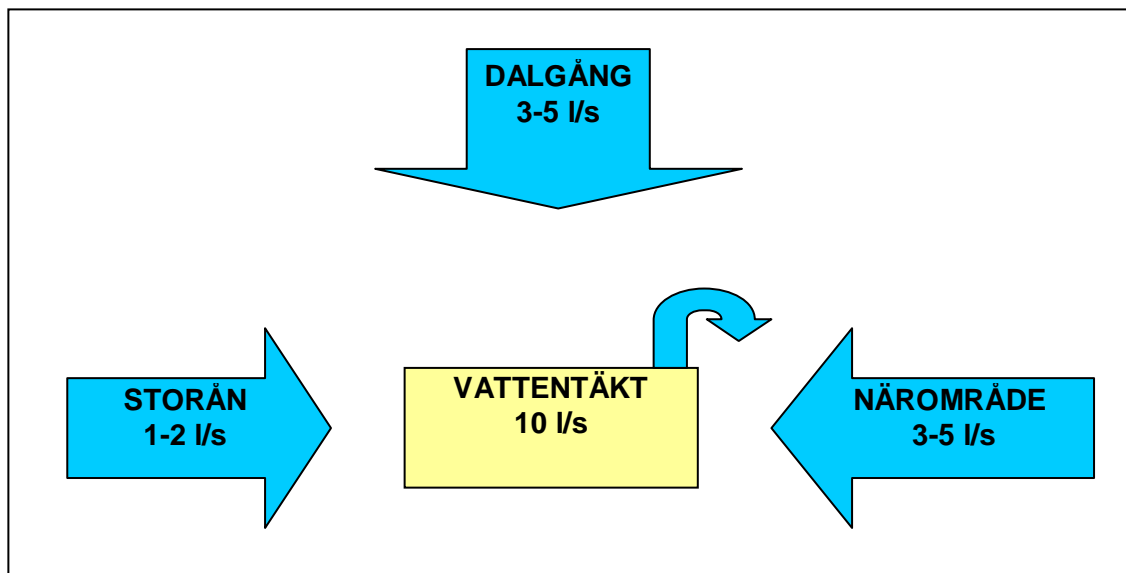 DALGÅNG
3-5 l/s
STORÅN
1-2 l/s
VATTENTÄKT
10 l/s
NÄROMRÅDE
3-5 l/s